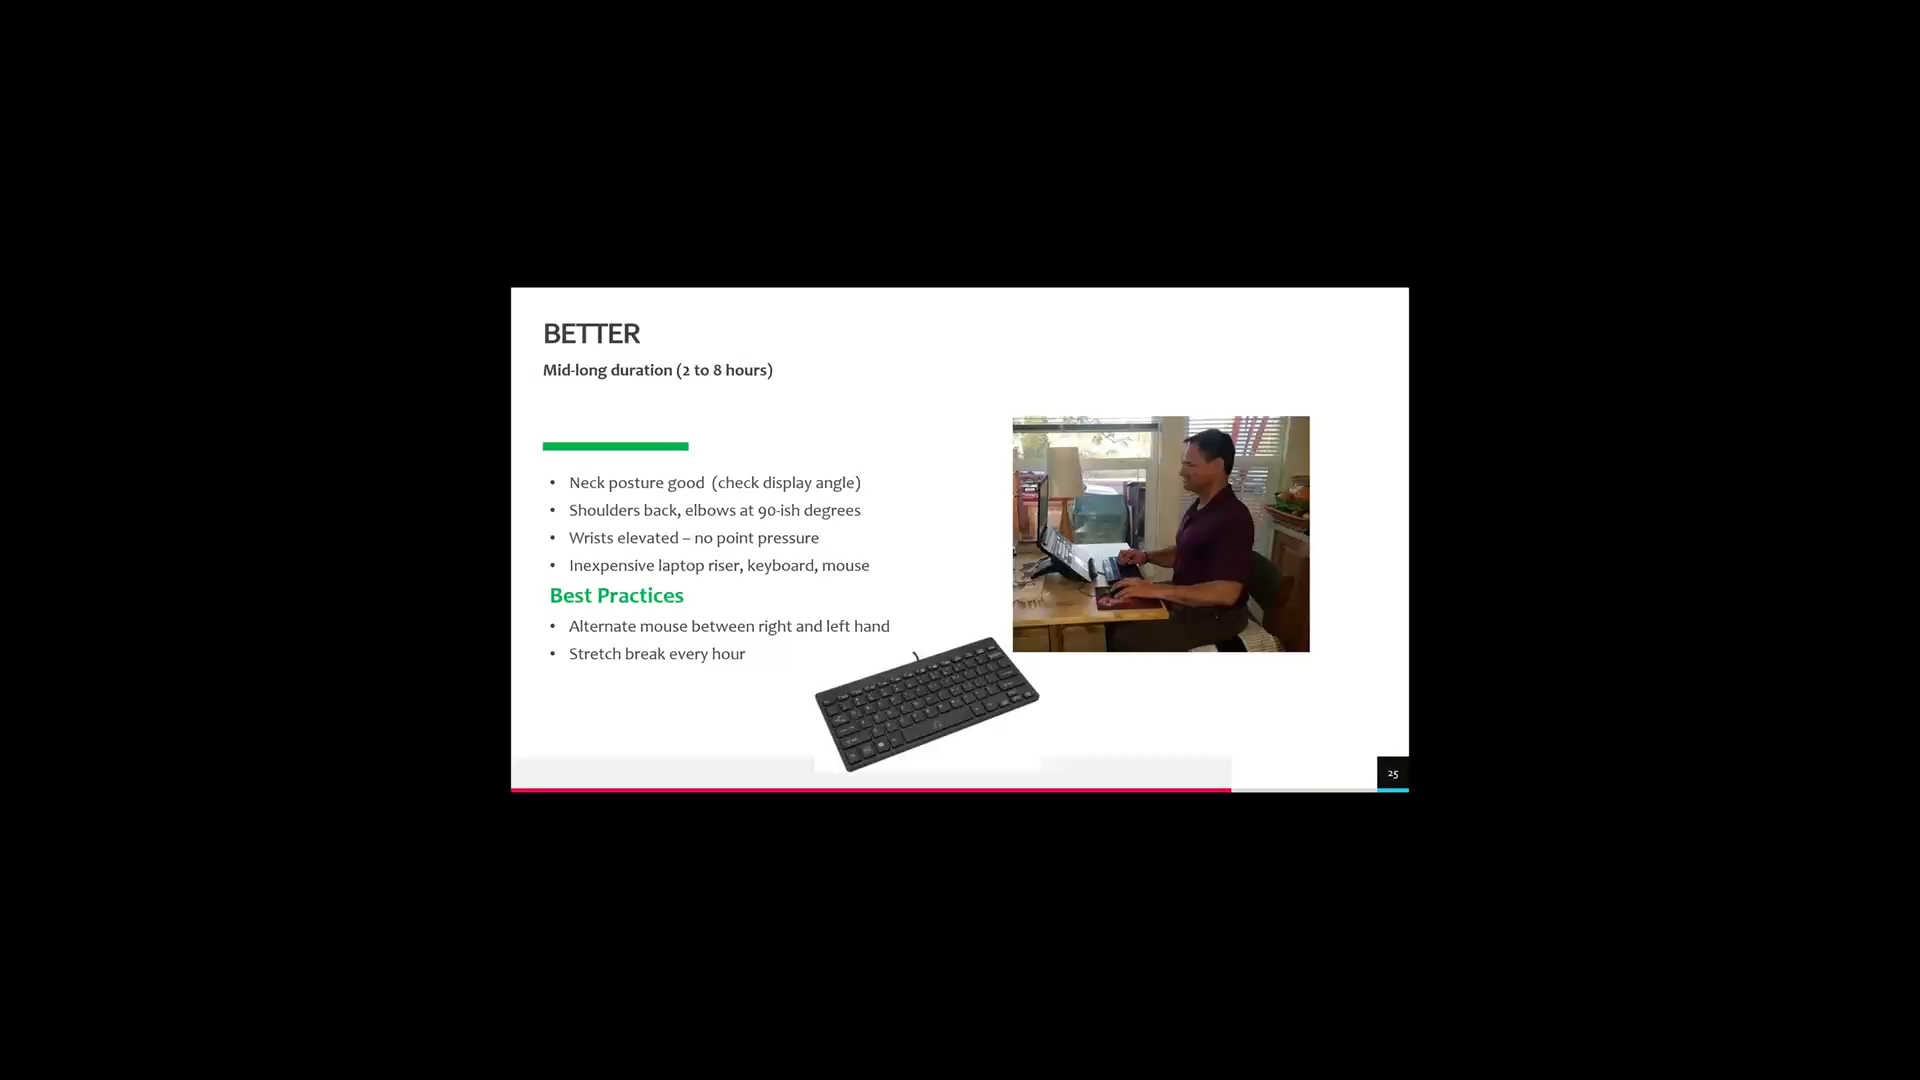 BETTER
Mid-long duration (2 to 8 hours)
• Neck posture good (check display angle)
• Shoulders back, elbows at 90-ish degrees
• Wrists elevated – no point pressure
• Inexpensive laptop riser, keyboard, mouse
Best Practices
• Alternate mouse between right and left hand
• Stretch break every hour
25